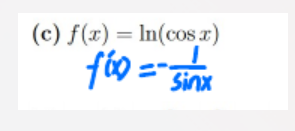 (c) f(x) = ln(cos x)
f'(x) = -1/sinx